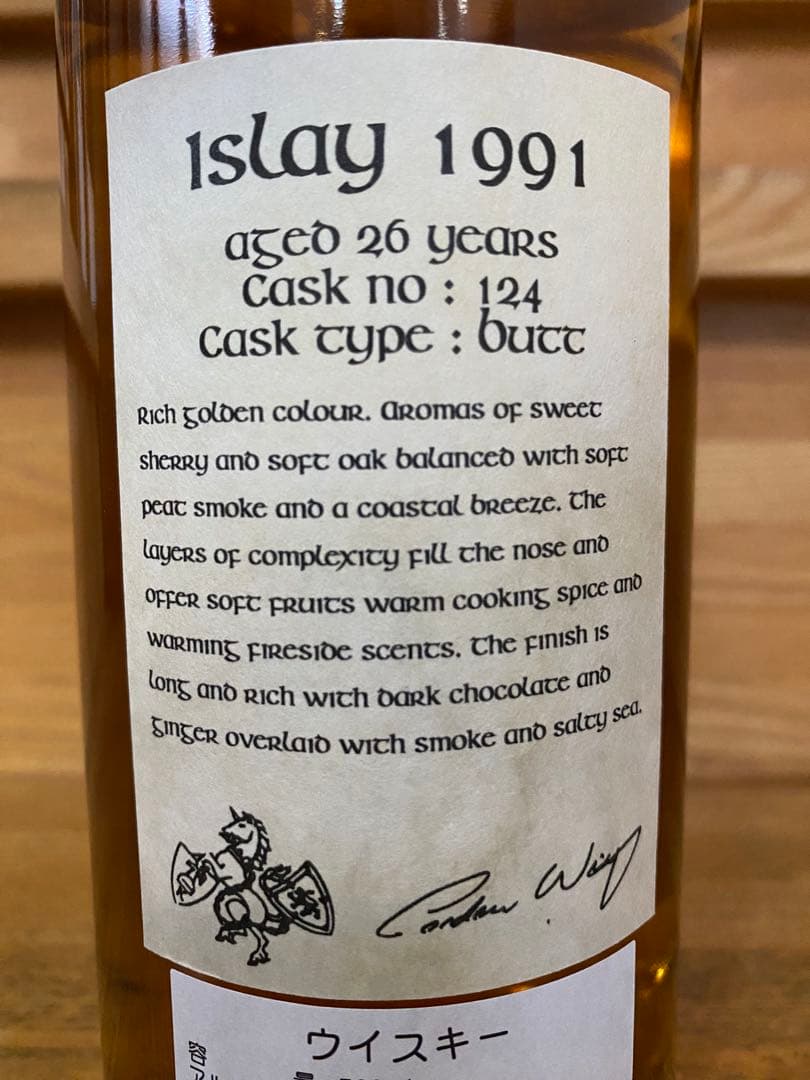 Islay 1991
aged 26 years
Cask no : 124
Cask type : butt
Rich golden colour. Aromas of sweet
sherry and soft oak balanced with soft
peat smoke and a coastal breeze. The
layers of complexity fill the nose and
offer soft fruits warm cooking spice and
warming fireside scents. The finish is
long and rich with dark chocolate and
ginger overlaid with smoke and salty sea.
ウイスキー
容